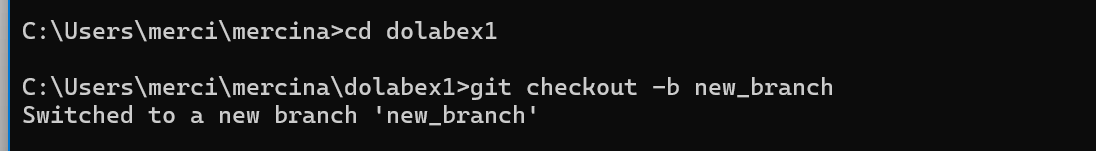 C:\Users\merci\mercina>cd dolabex1
C:\Users\merci\mercina\dolabex1>git checkout -b new_branch
Switched to a new branch 'new_branch'